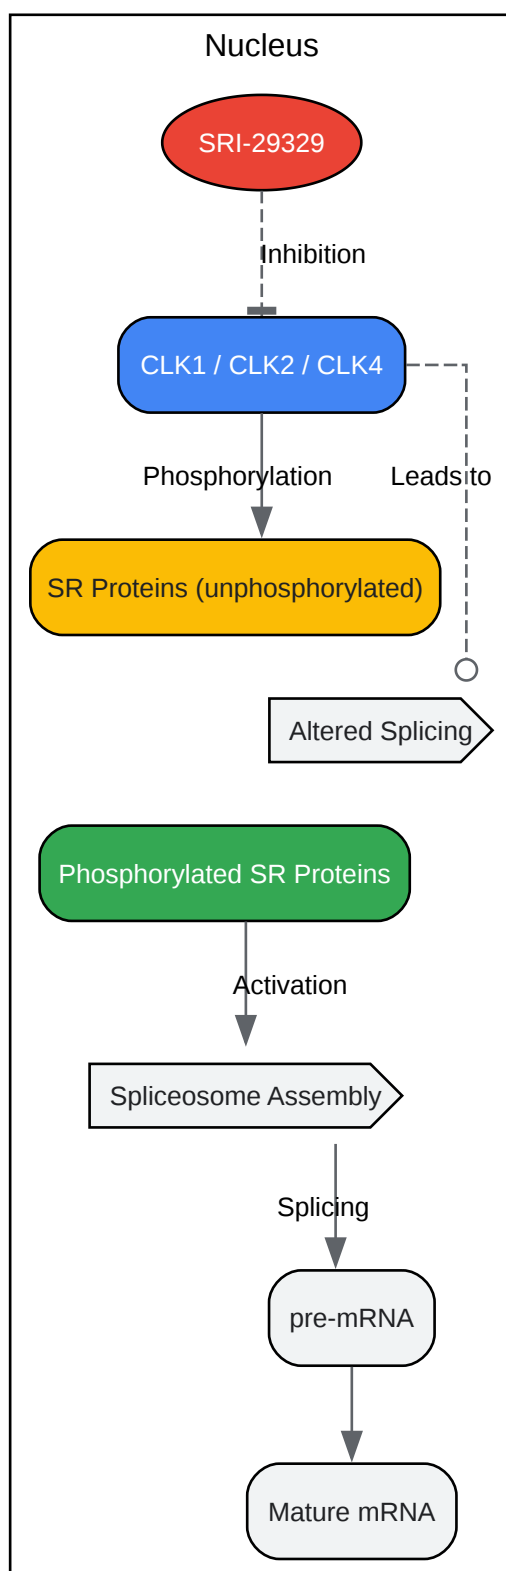 Nucleus
SRI-29329
Inhibition
CLK1 / CLK2 / CLK4
Phosphorylation
Leads to
SR Proteins (unphosphorylated)
Altered Splicing
Phosphorylated SR Proteins
Activation
Spliceosome Assembly
Splicing
pre-mRNA
Mature mRNA